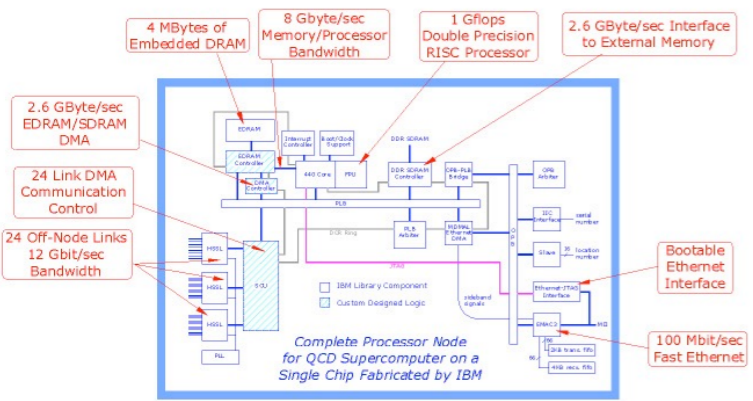 4 MBytes of
Embedded DRAM
8 Gbyte/sec
Memory/Processor
Bandwidth
1 Gflops
Double Precision
RISC Processor
2.6 GByte/sec Interface
to External Memory
2.6 GByte/sec
EDRAM/SDRAM
DMA
24 Link DMA
Communication
Control
24 Off-Node Links
12 Gbit/sec
Bandwidth
Bootable
Ethernet
Interface
100 Mbit/sec
Fast Ethernet
EDRAM
EDRAM
Controller
DMA
Controller
Interrupt
Controller
Boot/Clock
Support
440 Core
FPU
DDR SDRAM
DDR SDRAM
Controller
OPB-PLB
Bridge
OPB
Arbiter
PLB
OPB
IIC
Interface
serial
number
Slave
location
number
PLB
Arbiter
MCMAL
Ethernet
DMA
DCR Ring
JTAG
HSSL
HSSL
HSSL
SCU
PLL
IBM Library Component
Custom Designed Logic
sideband
signals
Ethernet-JTAG
Interface
EMAC3
MII
2KB trans. fifo
4KB recv. fifo
Complete Processor Node
for QCD Supercomputer on a
Single Chip Fabricated by IBM